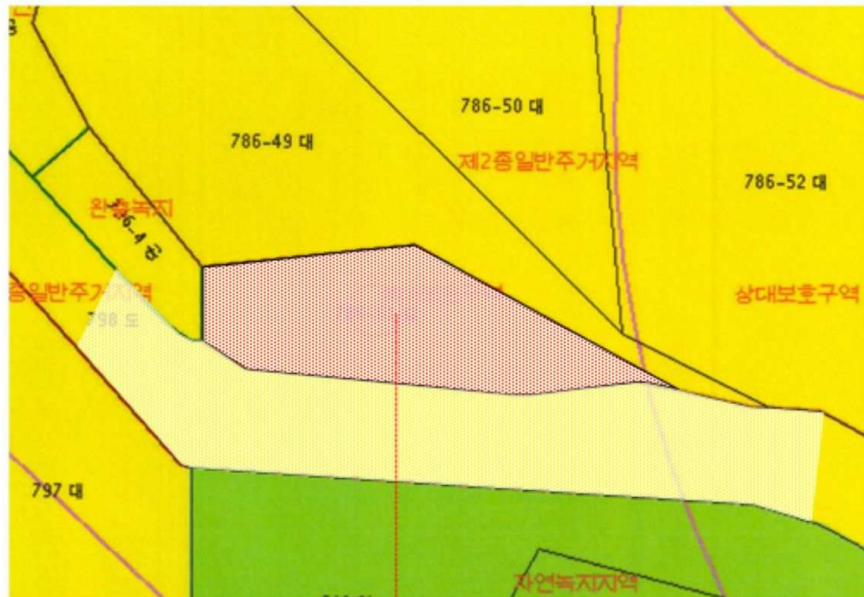 786-50 대
786-49 대
제2종일반주거지역
786-52 대
완충녹지
786-4 공
종일반주거지역
상대보호구역
798 도
797 대
자연녹지지역